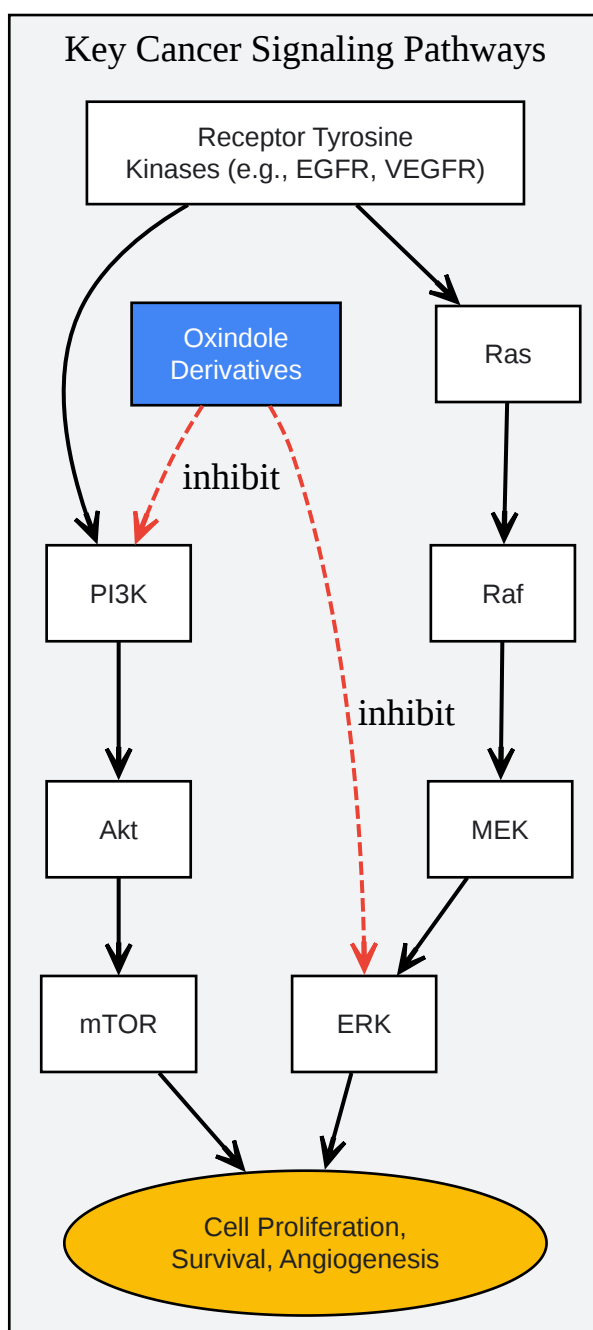 Key Cancer Signaling Pathways
Receptor Tyrosine
Kinases (e.g., EGFR, VEGFR)
Oxindole
Derivatives
Ras
inhibit
PI3K
Raf
inhibit
Akt
MEK
mTOR
ERK
Cell Proliferation,
Survival, Angiogenesis